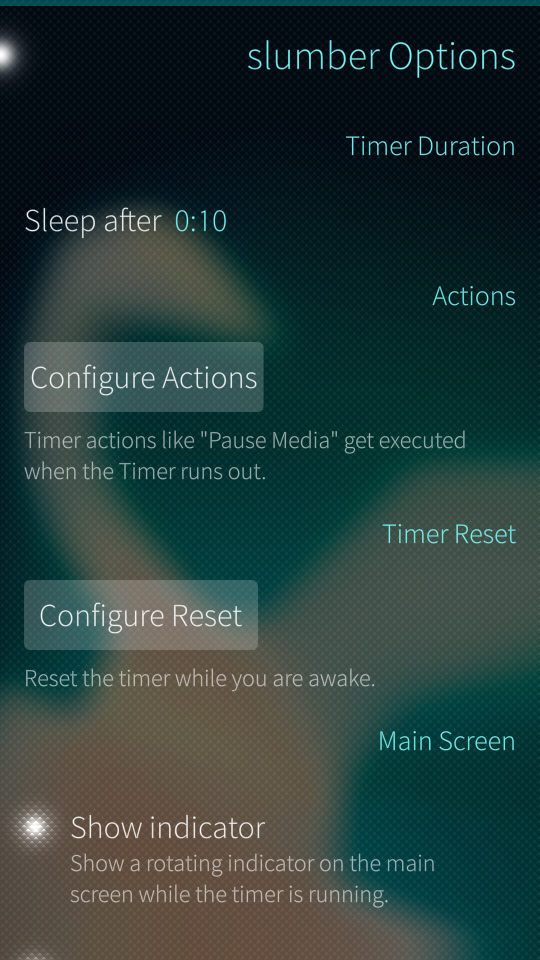 slumber Options
Timer Duration
Sleep after 0:10
Actions
Configure Actions
Timer actions like "Pause Media" get executed
when the Timer runs out.
Timer Reset
Configure Reset
Reset the timer while you are awake.
Main Screen
Show indicator
Show a rotating indicator on the main
screen while the timer is running.